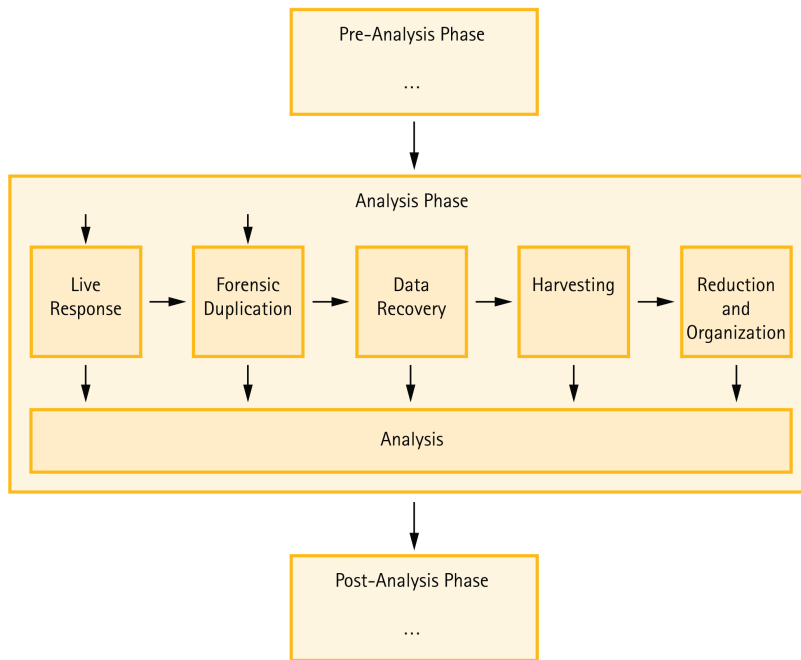 Pre-Analysis Phase
...
Analysis Phase
Live
Response
Forensic
Duplication
Data
Recovery
Harvesting
Reduction
and
Organization
Analysis
Post-Analysis Phase
...